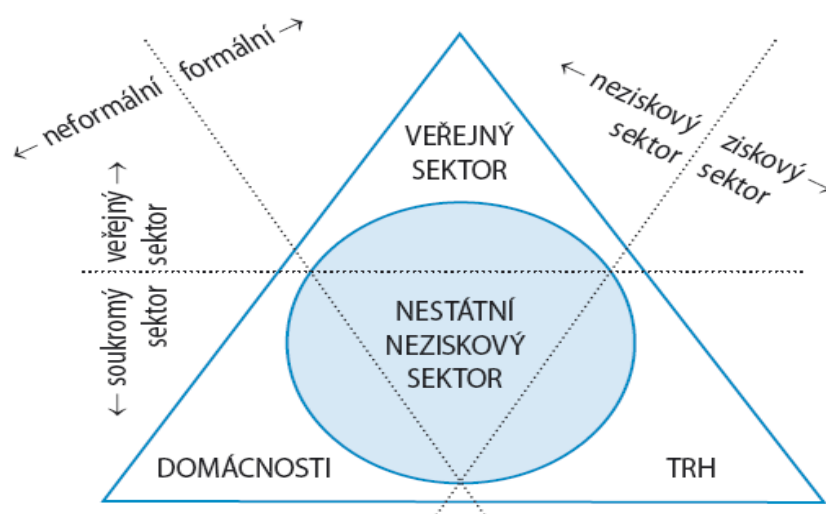 ← neformální formální →
← neziskový ziskový →
sektor sektor
VEŘEJNÝ
SEKTOR
← soukromý veřejný →
sektor sektor
NESTÁTNÍ
NEZISKOVÝ
SEKTOR
DOMÁCNOSTI
TRH